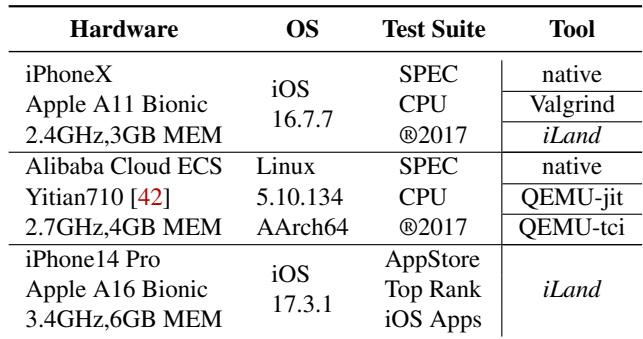 Hardware OS Test Suite Tool
iPhoneX
Apple A11 Bionic
2.4GHz,3GB MEM
iOS
16.7.7
SPEC
CPU
®2017
native
Valgrind
iLand
Alibaba Cloud ECS
Yitian710 [42]
2.7GHz,4GB MEM
Linux
5.10.134
AArch64
SPEC
CPU
®2017
native
QEMU-jit
QEMU-tci
iPhone14 Pro
Apple A16 Bionic
3.4GHz,6GB MEM
iOS
17.3.1
AppStore
Top Rank
iOS Apps
iLand